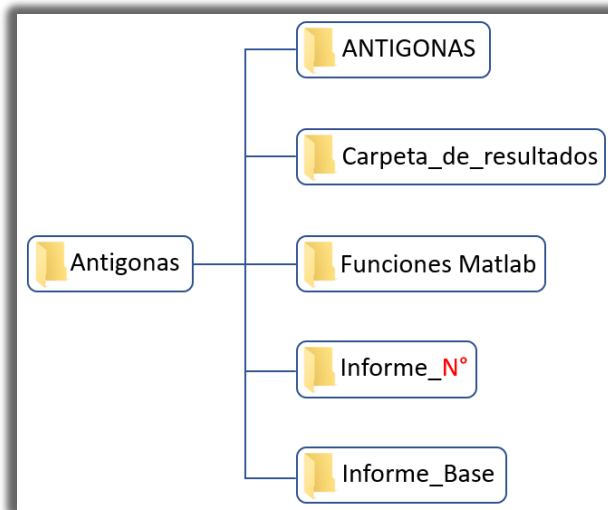 ANTIGONAS
Carpeta_de_resultados
Antigonas
Funciones Matlab
Informe_N°
Informe_Base